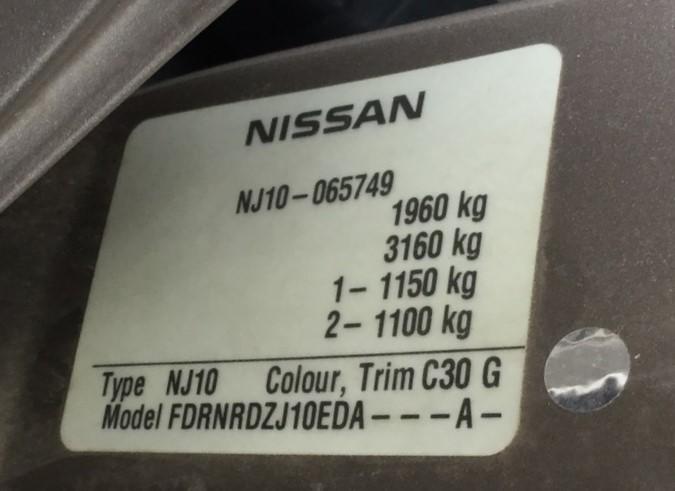 NISSAN
NJ10-065749
1960 kg
3160 kg
1- 1150 kg
2- 1100 kg
Type NJ10 Colour, Trim C30 G
Model FDRNRDZJ10EDA---A-